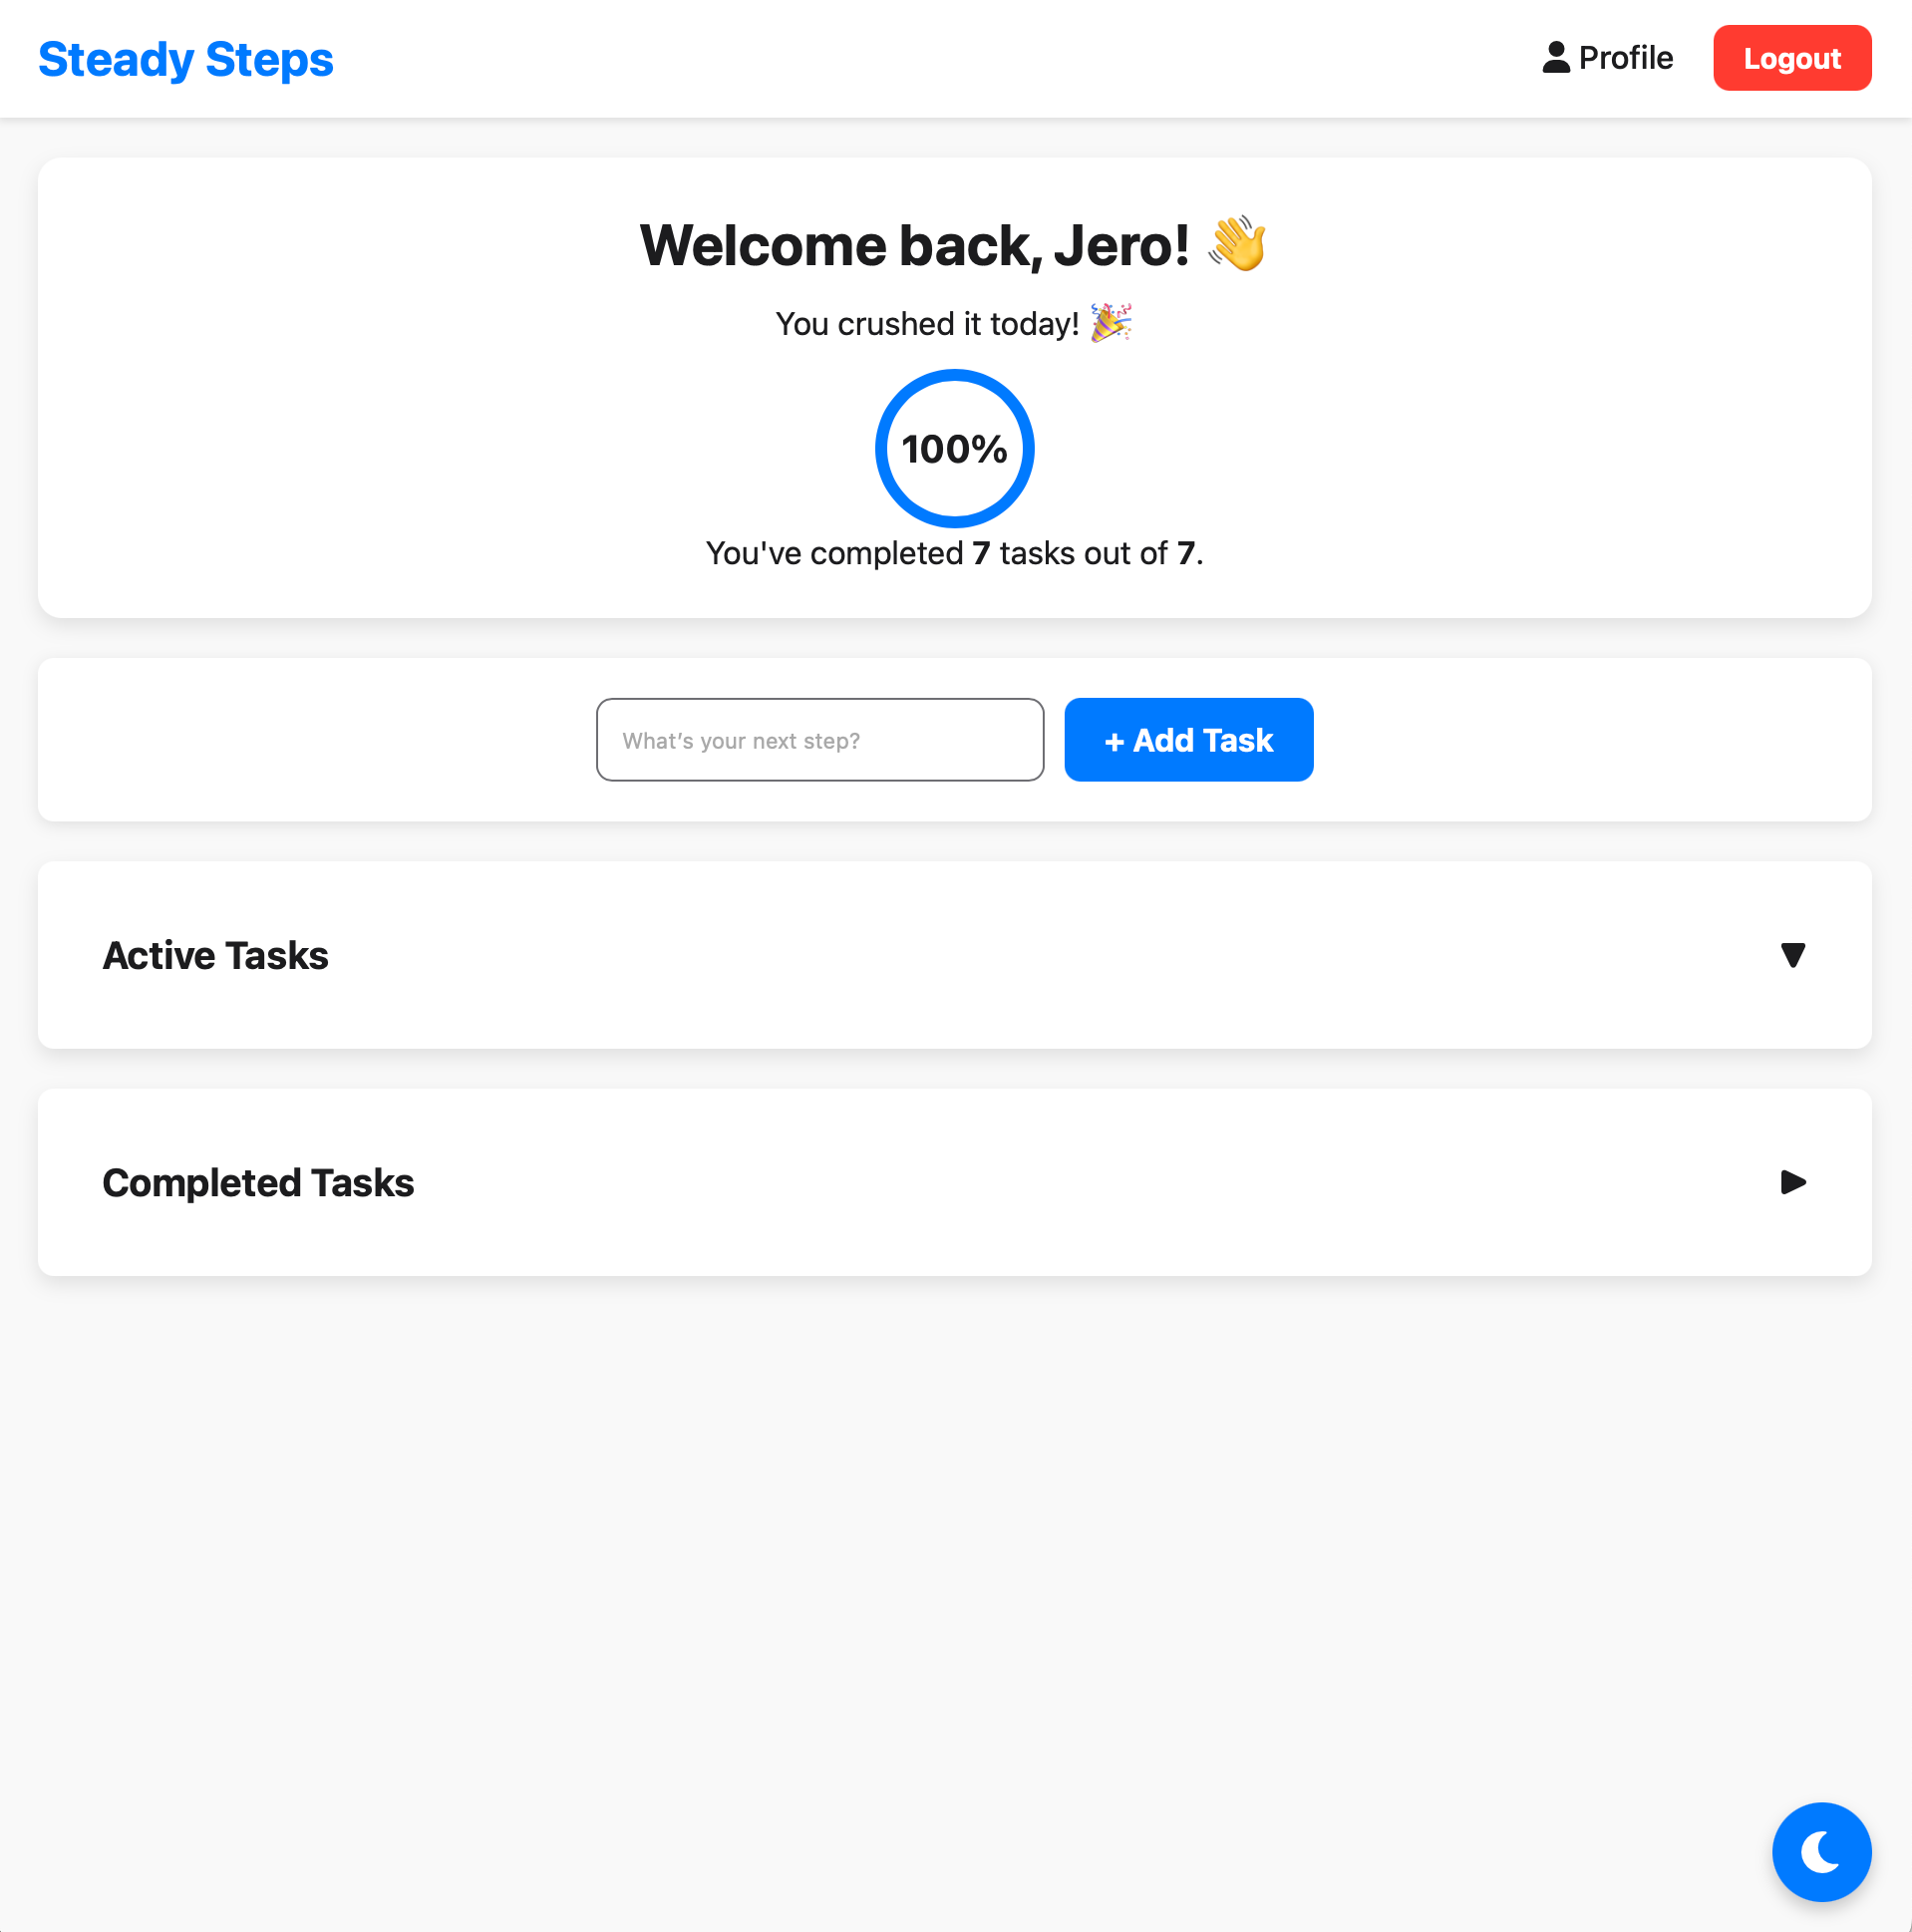 Steady Steps
Profile
Logout
Welcome back, Jero! 👋
You crushed it today! 🎉
100%
You've completed 7 tasks out of 7.
What’s your next step?
+ Add Task
Active Tasks
Completed Tasks